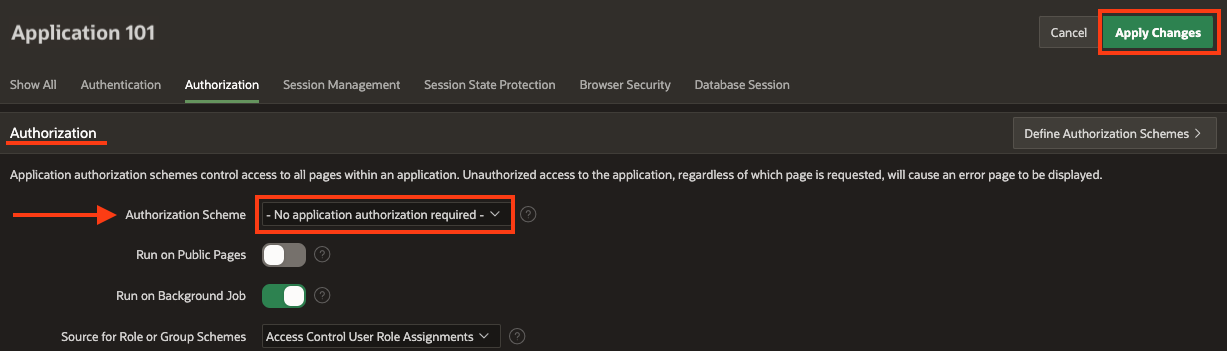 Application 101
Cancel
Apply Changes
Show All Authentication Authorization Session Management Session State Protection Browser Security Database Session
Authorization
Define Authorization Schemes >
Application authorization schemes control access to all pages within an application. Unauthorized access to the application, regardless of which page is requested, will cause an error page to be displayed.
Authorization Scheme - No application authorization required - ?
Run on Public Pages ?
Run on Background Job ?
Source for Role or Group Schemes Access Control User Role Assignments ?